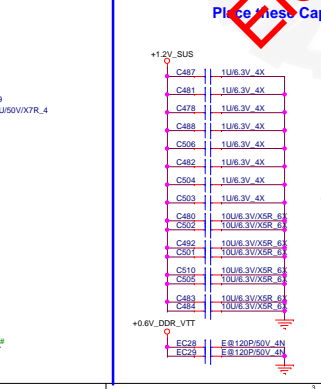 Place these Cap
+1.2V_SUS
C487 1U/6.3V_4X
C481 1U/6.3V_4X
U/50V/X7R_4
C478 1U/6.3V_4X
C488 1U/6.3V_4X
C506 1U/6.3V_4X
C482 1U/6.3V_4X
C504 1U/6.3V_4X
C503 1U/6.3V_4X
C480 10U/6.3V/X5R_6X
C502 10U/6.3V/X5R_6X
C492 10U/6.3V/X5R_6X
C501 10U/6.3V/X5R_6X
C510 10U/6.3V/X5R_6X
C505 10U/6.3V/X5R_6X
C483 10U/6.3V/X5R_6X
C484 10U/6.3V/X5R_6X
+0.6V_DDR_VTT
EC28 E@120P/50V_4N
EC29 E@120P/50V_4N
#
3